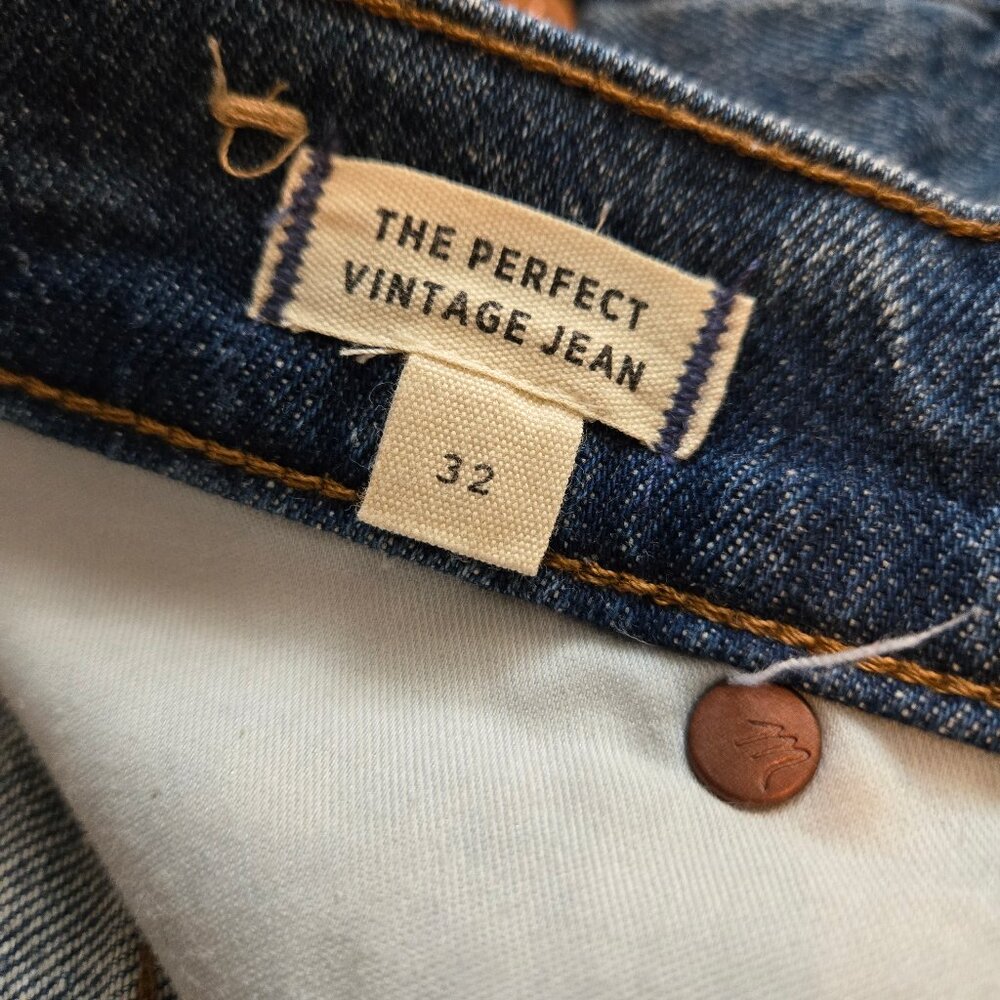 THE PERFECT
VINTAGE JEAN
32
m